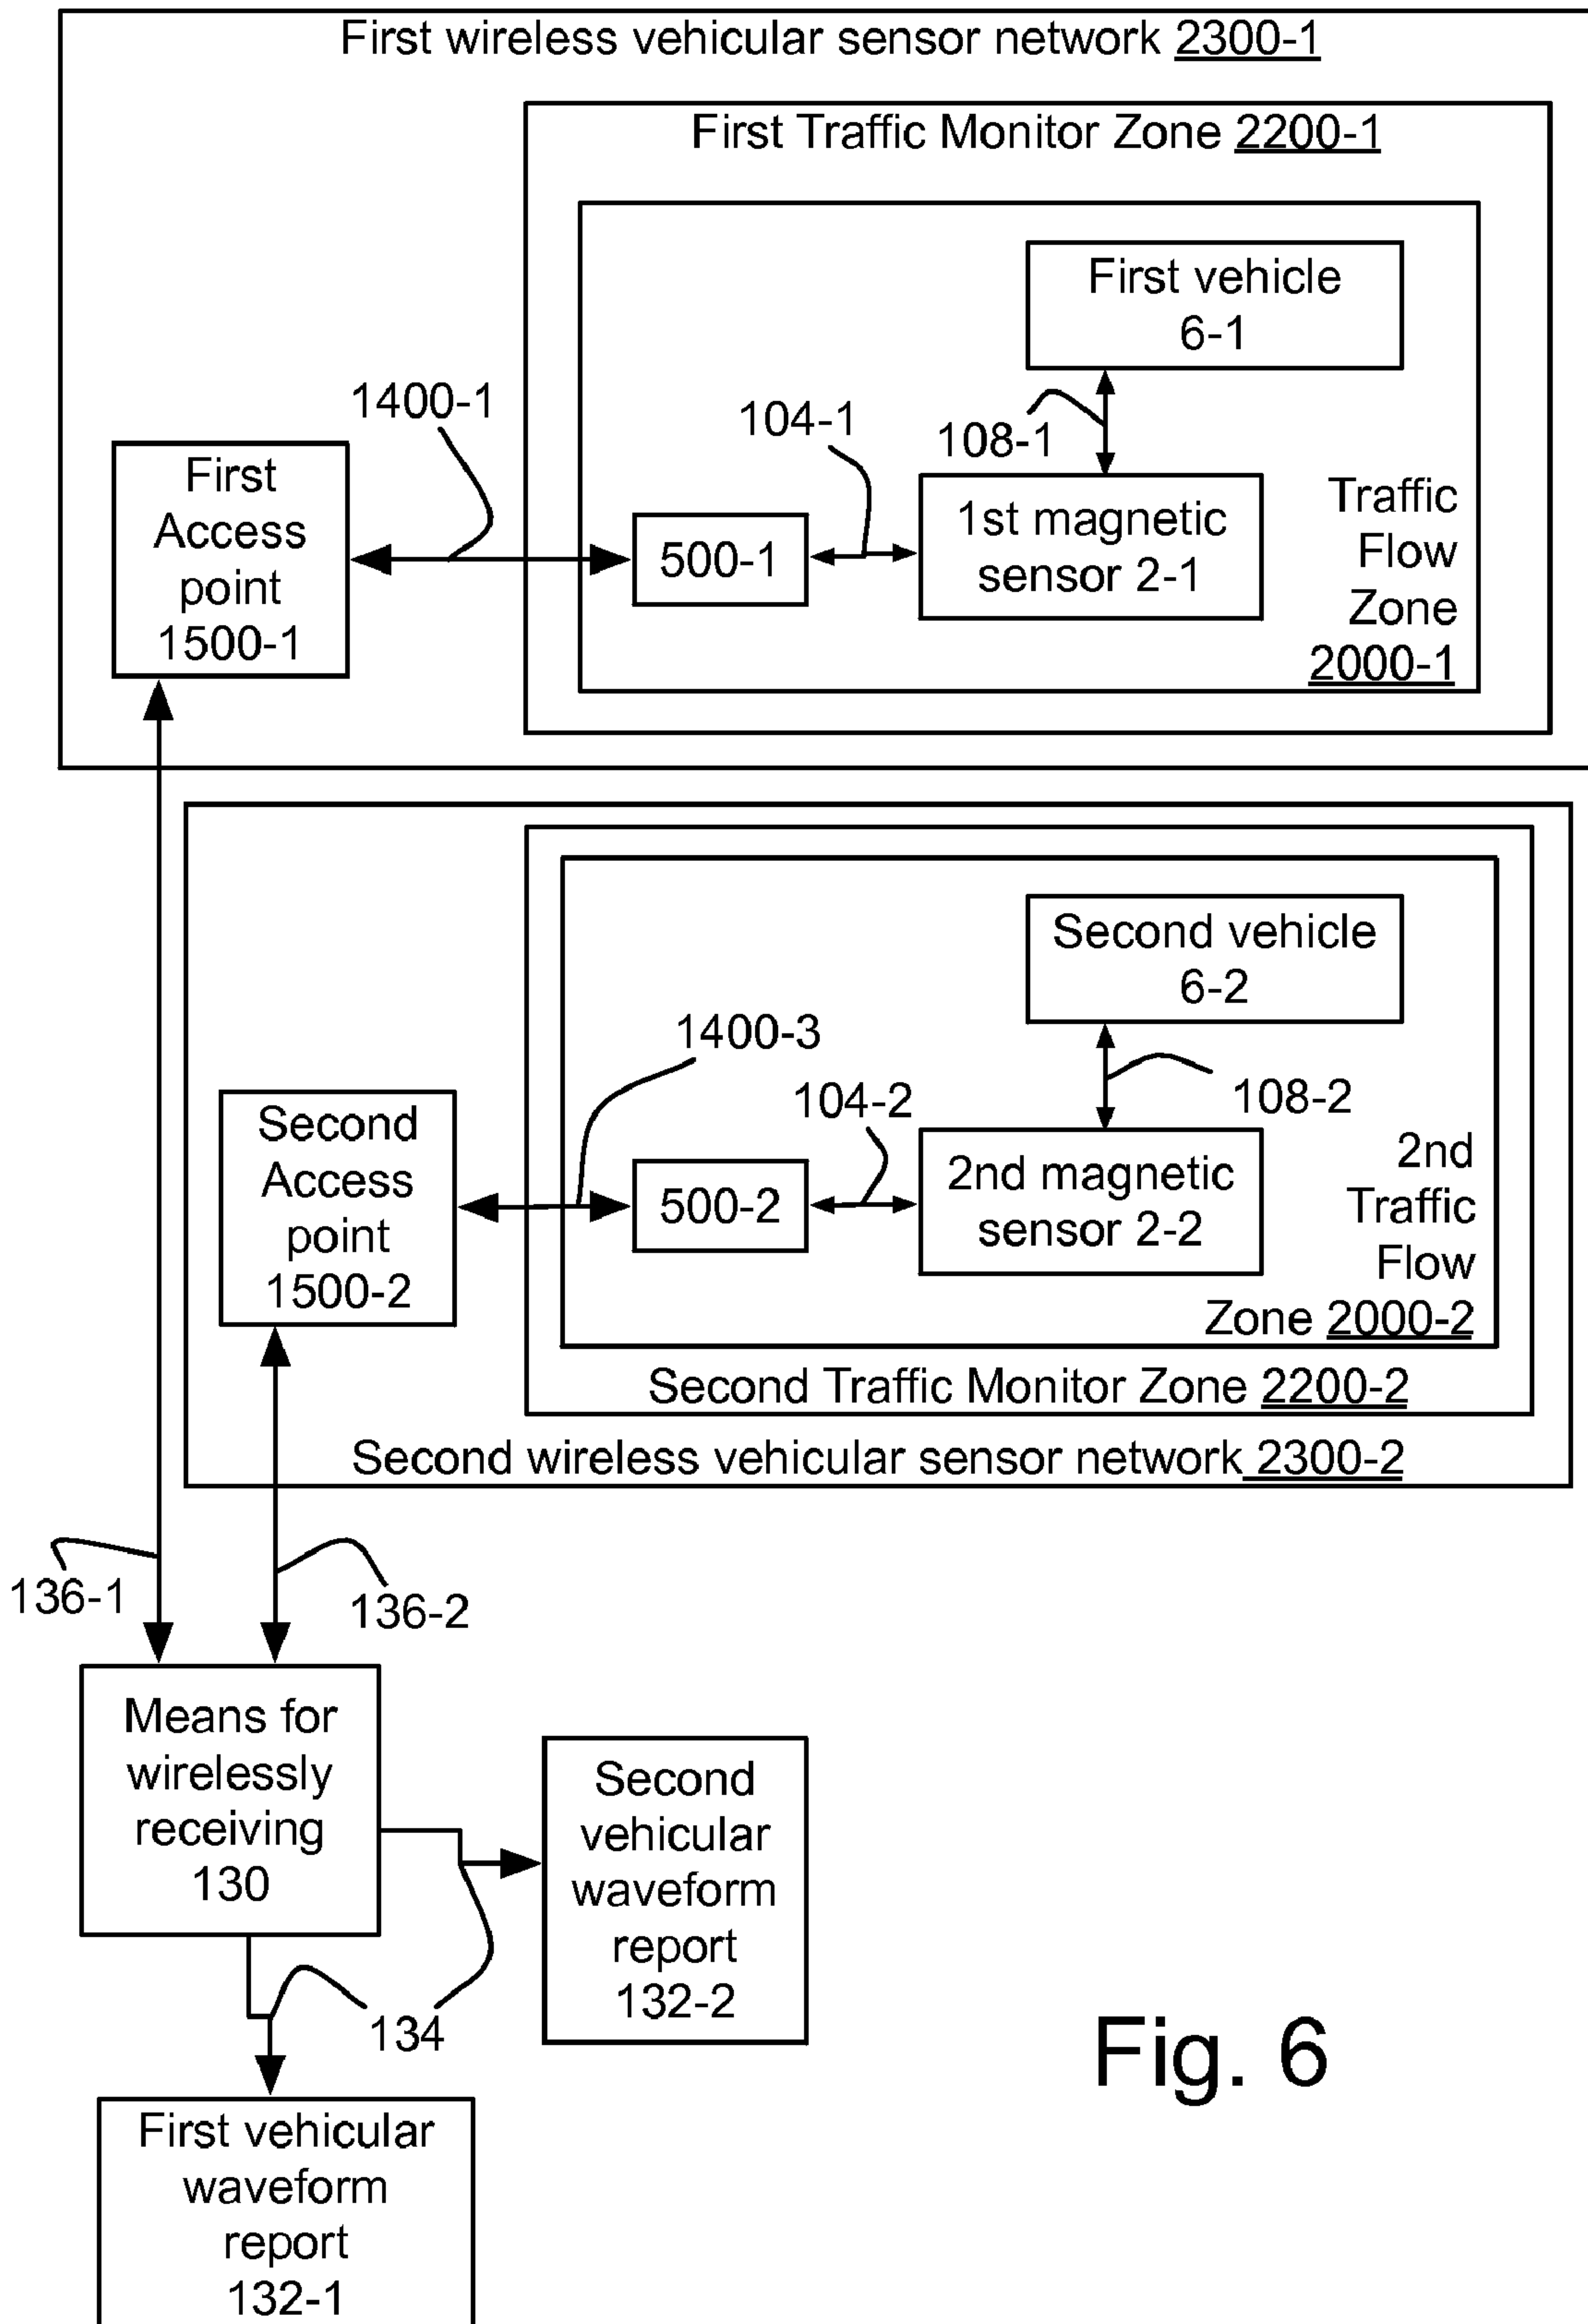 First wireless vehicular sensor network 2300-1
First Traffic Monitor Zone 2200-1
First vehicle
6-1
1400-1
104-1
108-1
First
Access
point
1500-1
500-1
1st magnetic
sensor 2-1
Traffic
Flow
Zone
2000-1
Second vehicle
6-2
1400-3
104-2
108-2
Second
Access
point
1500-2
500-2
2nd magnetic
sensor 2-2
2nd
Traffic
Flow
Zone 2000-2
Second Traffic Monitor Zone 2200-2
Second wireless vehicular sensor network 2300-2
136-1
136-2
Means for
wirelessly
receiving
130
Second
vehicular
waveform
report
132-2
134
First vehicular
waveform
report
132-1
Fig. 6